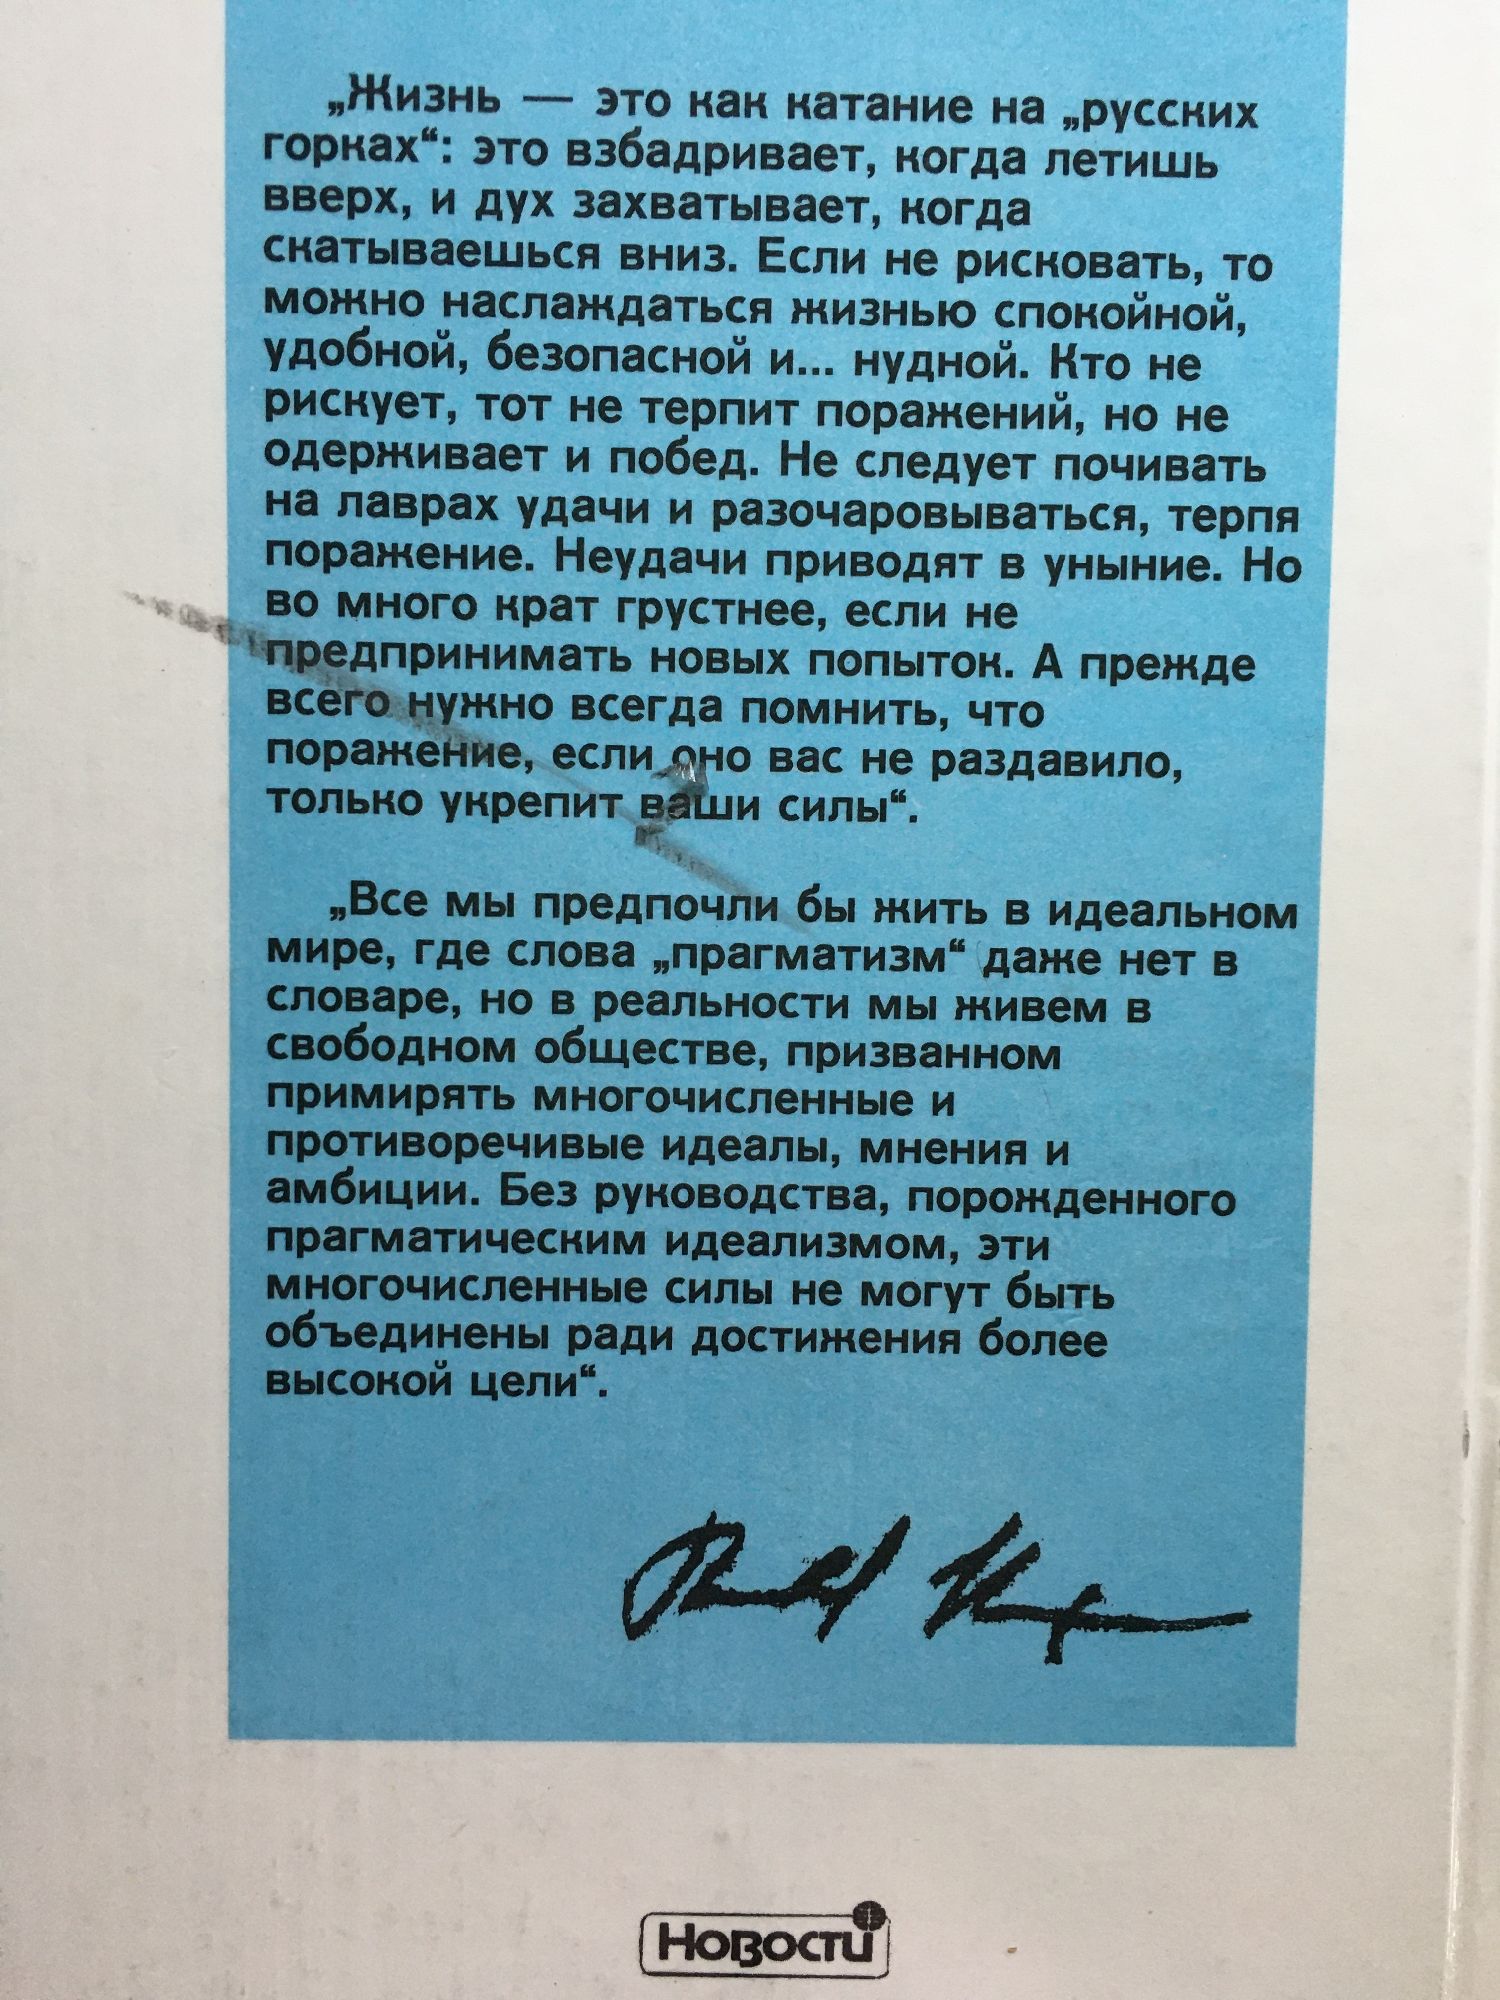 „Жизнь — это как катание на „русских
горках“: это взбадривает, когда летишь
вверх, и дух захватывает, когда
скатываешься вниз. Если не рисковать, то
можно наслаждаться жизнью спокойной,
удобной, безопасной и... нудной. Кто не
рискует, тот не терпит поражений, но не
одерживает и побед. Не следует почивать
на лаврах удачи и разочаровываться, терпя
поражение. Неудачи приводят в уныние. Но
во много крат грустнее, если не
предпринимать новых попыток. А прежде
всего нужно всегда помнить, что
поражение, если оно вас не раздавило,
только укрепит ваши силы“.
„Все мы предпочли бы жить в идеальном
мире, где слова „прагматизм“ даже нет в
словаре, но в реальности мы живем в
свободном обществе, призванном
примирять многочисленные и
противоречивые идеалы, мнения и
амбиции. Без руководства, порожденного
прагматическим идеализмом, эти
многочисленные силы не могут быть
объединены ради достижения более
высокой цели“.
Новости